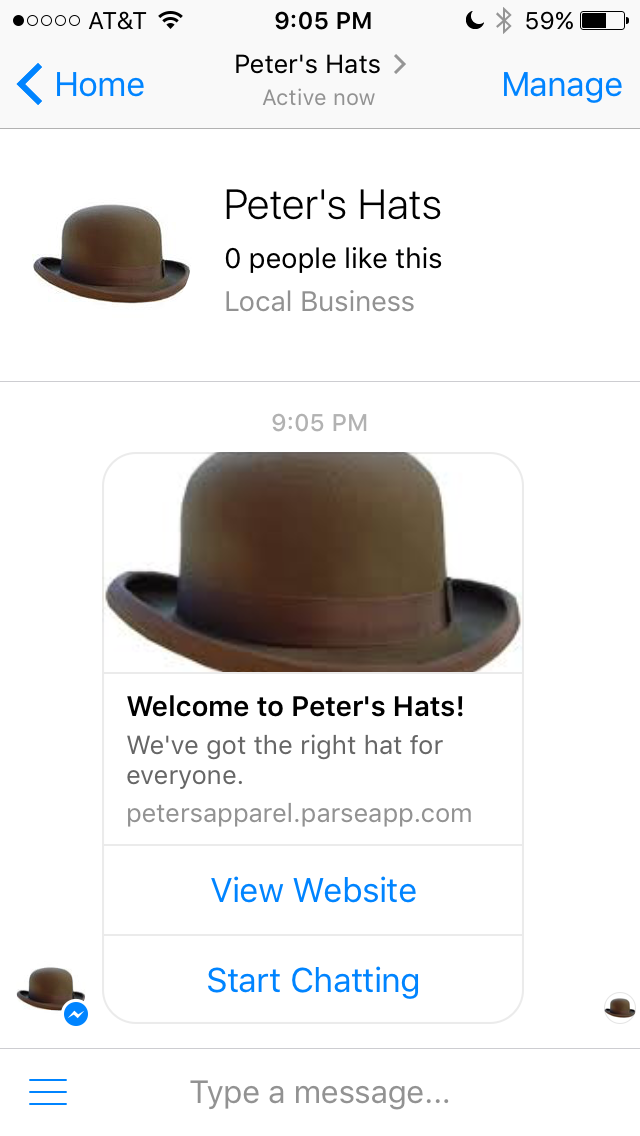 AT&T 9:05 PM 59%
Home Peter's Hats Manage
Active now
Peter's Hats
0 people like this
Local Business
9:05 PM
Welcome to Peter's Hats!
We've got the right hat for
everyone.
petersapparel.parseapp.com
View Website
Start Chatting
Type a message...